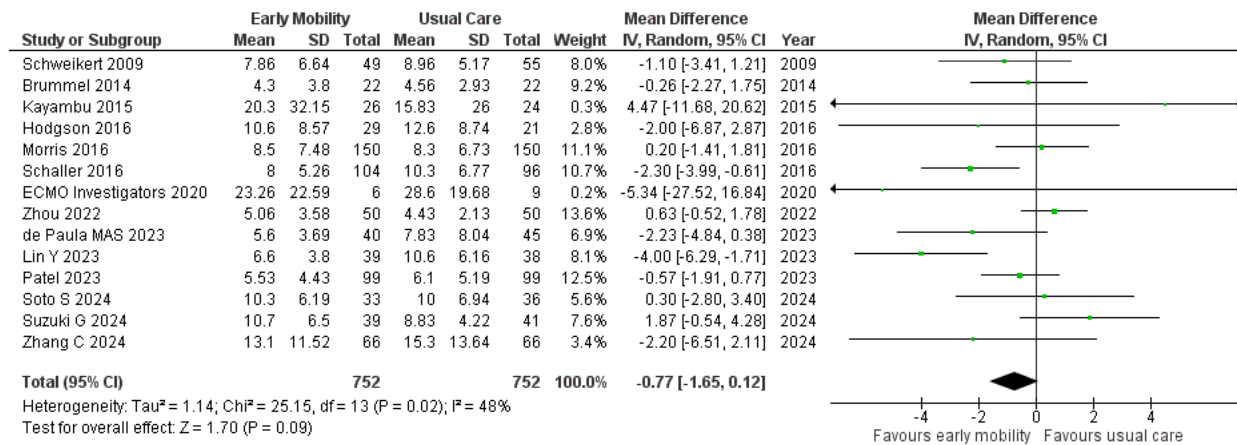 Early Mobility Usual Care Mean Difference Mean Difference
Study or Subgroup Mean SD Total Mean SD Total Weight IV, Random, 95% CI Year IV, Random, 95% CI
Schweikert 2009 7.86 6.64 49 8.96 5.17 55 8.0% -1.10 [-3.41, 1.21] 2009
Brummel 2014 4.3 3.8 22 4.56 2.93 22 9.2% -0.26 [-2.27, 1.75] 2014
Kayambu 2015 20.3 32.15 26 15.83 26 24 0.3% 4.47 [-11.68, 20.62] 2015
Hodgson 2016 10.6 8.57 29 12.6 8.74 21 2.8% -2.00 [-6.87, 2.87] 2016
Morris 2016 8.5 7.48 150 8.3 6.73 150 11.1% 0.20 [-1.41, 1.81] 2016
Schaller 2016 8 5.26 104 10.3 6.77 96 10.7% -2.30 [-3.99, -0.61] 2016
ECMO Investigators 2020 23.26 22.59 6 28.6 19.68 9 0.2% -5.34 [-27.52, 16.84] 2020
Zhou 2022 5.06 3.58 50 4.43 2.13 50 13.6% 0.63 [-0.52, 1.78] 2022
de Paula MAS 2023 5.6 3.69 40 7.83 8.04 45 6.9% -2.23 [-4.84, 0.38] 2023
Lin Y 2023 6.6 3.8 39 10.6 6.16 38 8.1% -4.00 [-6.29, -1.71] 2023
Patel 2023 5.53 4.43 99 6.1 5.19 99 12.5% -0.57 [-1.91, 0.77] 2023
Soto S 2024 10.3 6.19 33 10 6.94 36 5.6% 0.30 [-2.80, 3.40] 2024
Suzuki G 2024 10.7 6.5 39 8.83 4.22 41 7.6% 1.87 [-0.54, 4.28] 2024
Zhang C 2024 13.1 11.52 66 15.3 13.64 66 3.4% -2.20 [-6.51, 2.11] 2024
Total (95% CI) 752 752 100.0% -0.77 [-1.65, 0.12]
Heterogeneity: Tau² = 1.14; Chi² = 25.15, df = 13 (P = 0.02); I² = 48%
Test for overall effect: Z = 1.70 (P = 0.09)
-4 -2 0 2 4
Favours early mobility Favours usual care